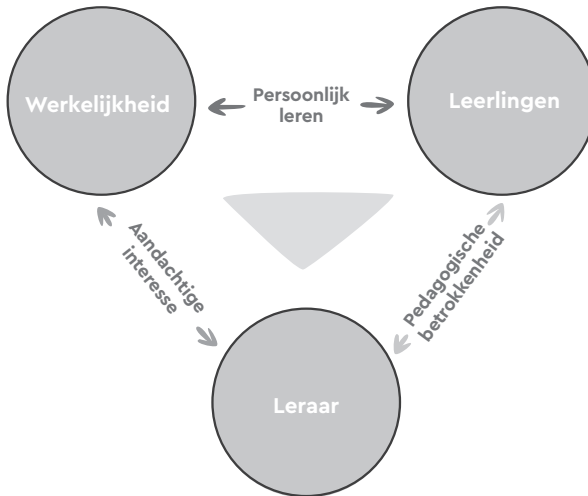 Werkelijkheid
Persoonlijk
leren
Leerlingen
Aandachtige
interesse
Pedagogische
betrokkenheid
Leraar